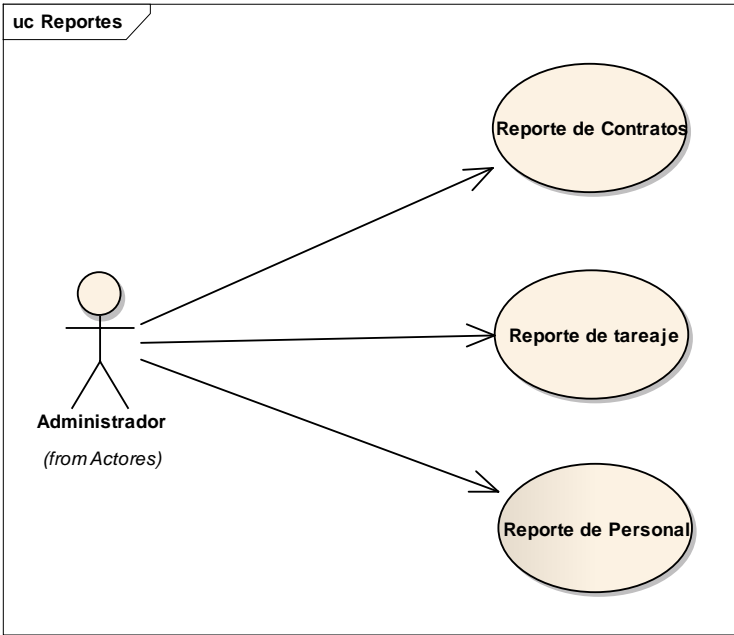 uc Reportes
Reporte de Contratos
Reporte de tareaje
Administrador
(from Actores)
Reporte de Personal